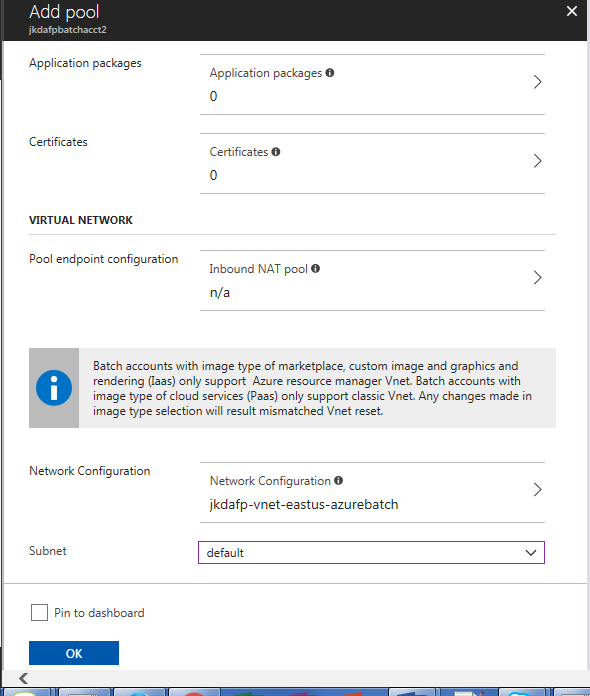 Add pool
jkdafpbatchacct2
Application packages
Application packages
0
Certificates
Certificates
0
VIRTUAL NETWORK
Pool endpoint configuration
Inbound NAT pool
n/a
Batch accounts with image type of marketplace, custom image and graphics and
rendering (Iaas) only support Azure resource manager Vnet. Batch accounts with
image type of cloud services (Paas) only support classic Vnet. Any changes made in
image type selection will result mismatched Vnet reset.
Network Configuration
Network Configuration
jkdafp-vnet-eastus-azurebatch
Subnet
default
Pin to dashboard
OK